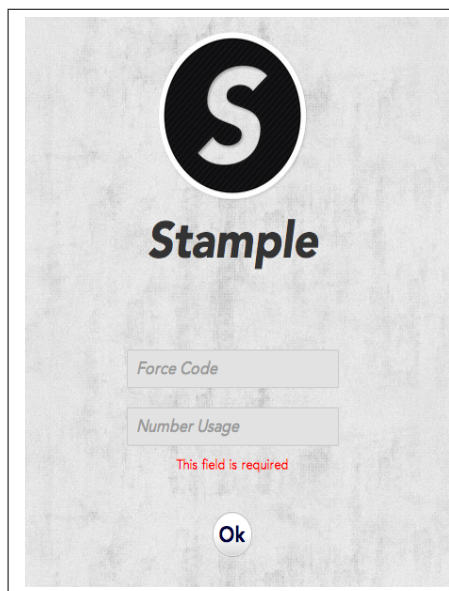 S
Stample
Force Code
Number Usage
This field is required
Ok